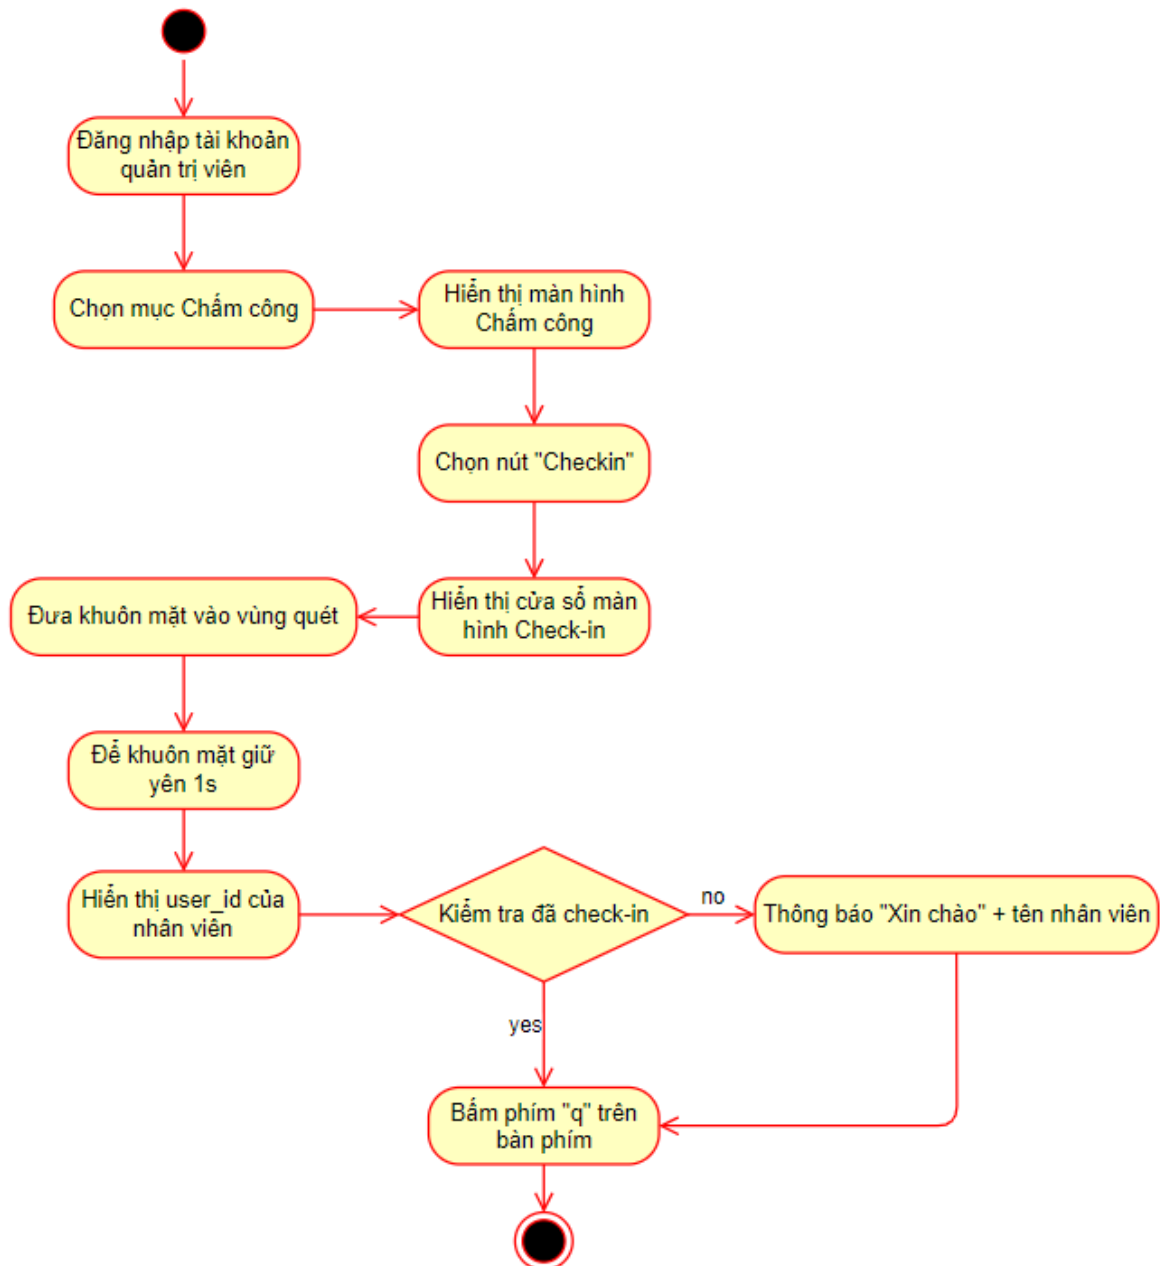 Đăng nhập tài khoản
quản trị viên
Chọn mục Chấm công
Hiển thị màn hình
Chấm công
Chọn nút "Checkin"
Hiển thị cửa sổ màn
hình Check-in
Đưa khuôn mặt vào vùng quét
Để khuôn mặt giữ
yên 1s
Hiển thị user_id của
nhân viên
Kiểm tra đã check-in
no
Thông báo "Xin chào" + tên nhân viên
yes
Bấm phím "q" trên
bàn phím